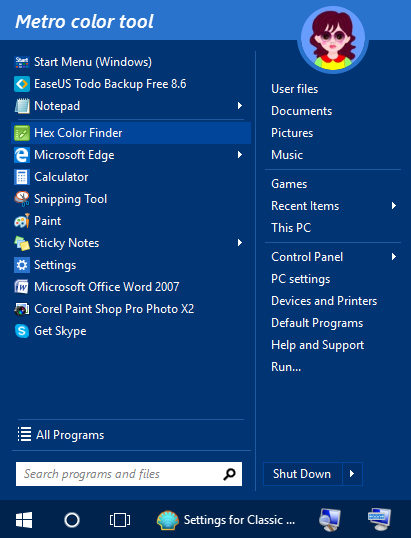 Metro color tool
Start Menu (Windows)
EaseUS Todo Backup Free 8.6
Notepad
Hex Color Finder
Microsoft Edge
Calculator
Snipping Tool
Paint
Sticky Notes
Settings
Microsoft Office Word 2007
Corel Paint Shop Pro Photo X2
Get Skype
All Programs
Search programs and files
User files
Documents
Pictures
Music
Games
Recent Items
This PC
Control Panel
PC settings
Devices and Printers
Default Programs
Help and Support
Run...
Shut Down
Settings for Classic ...